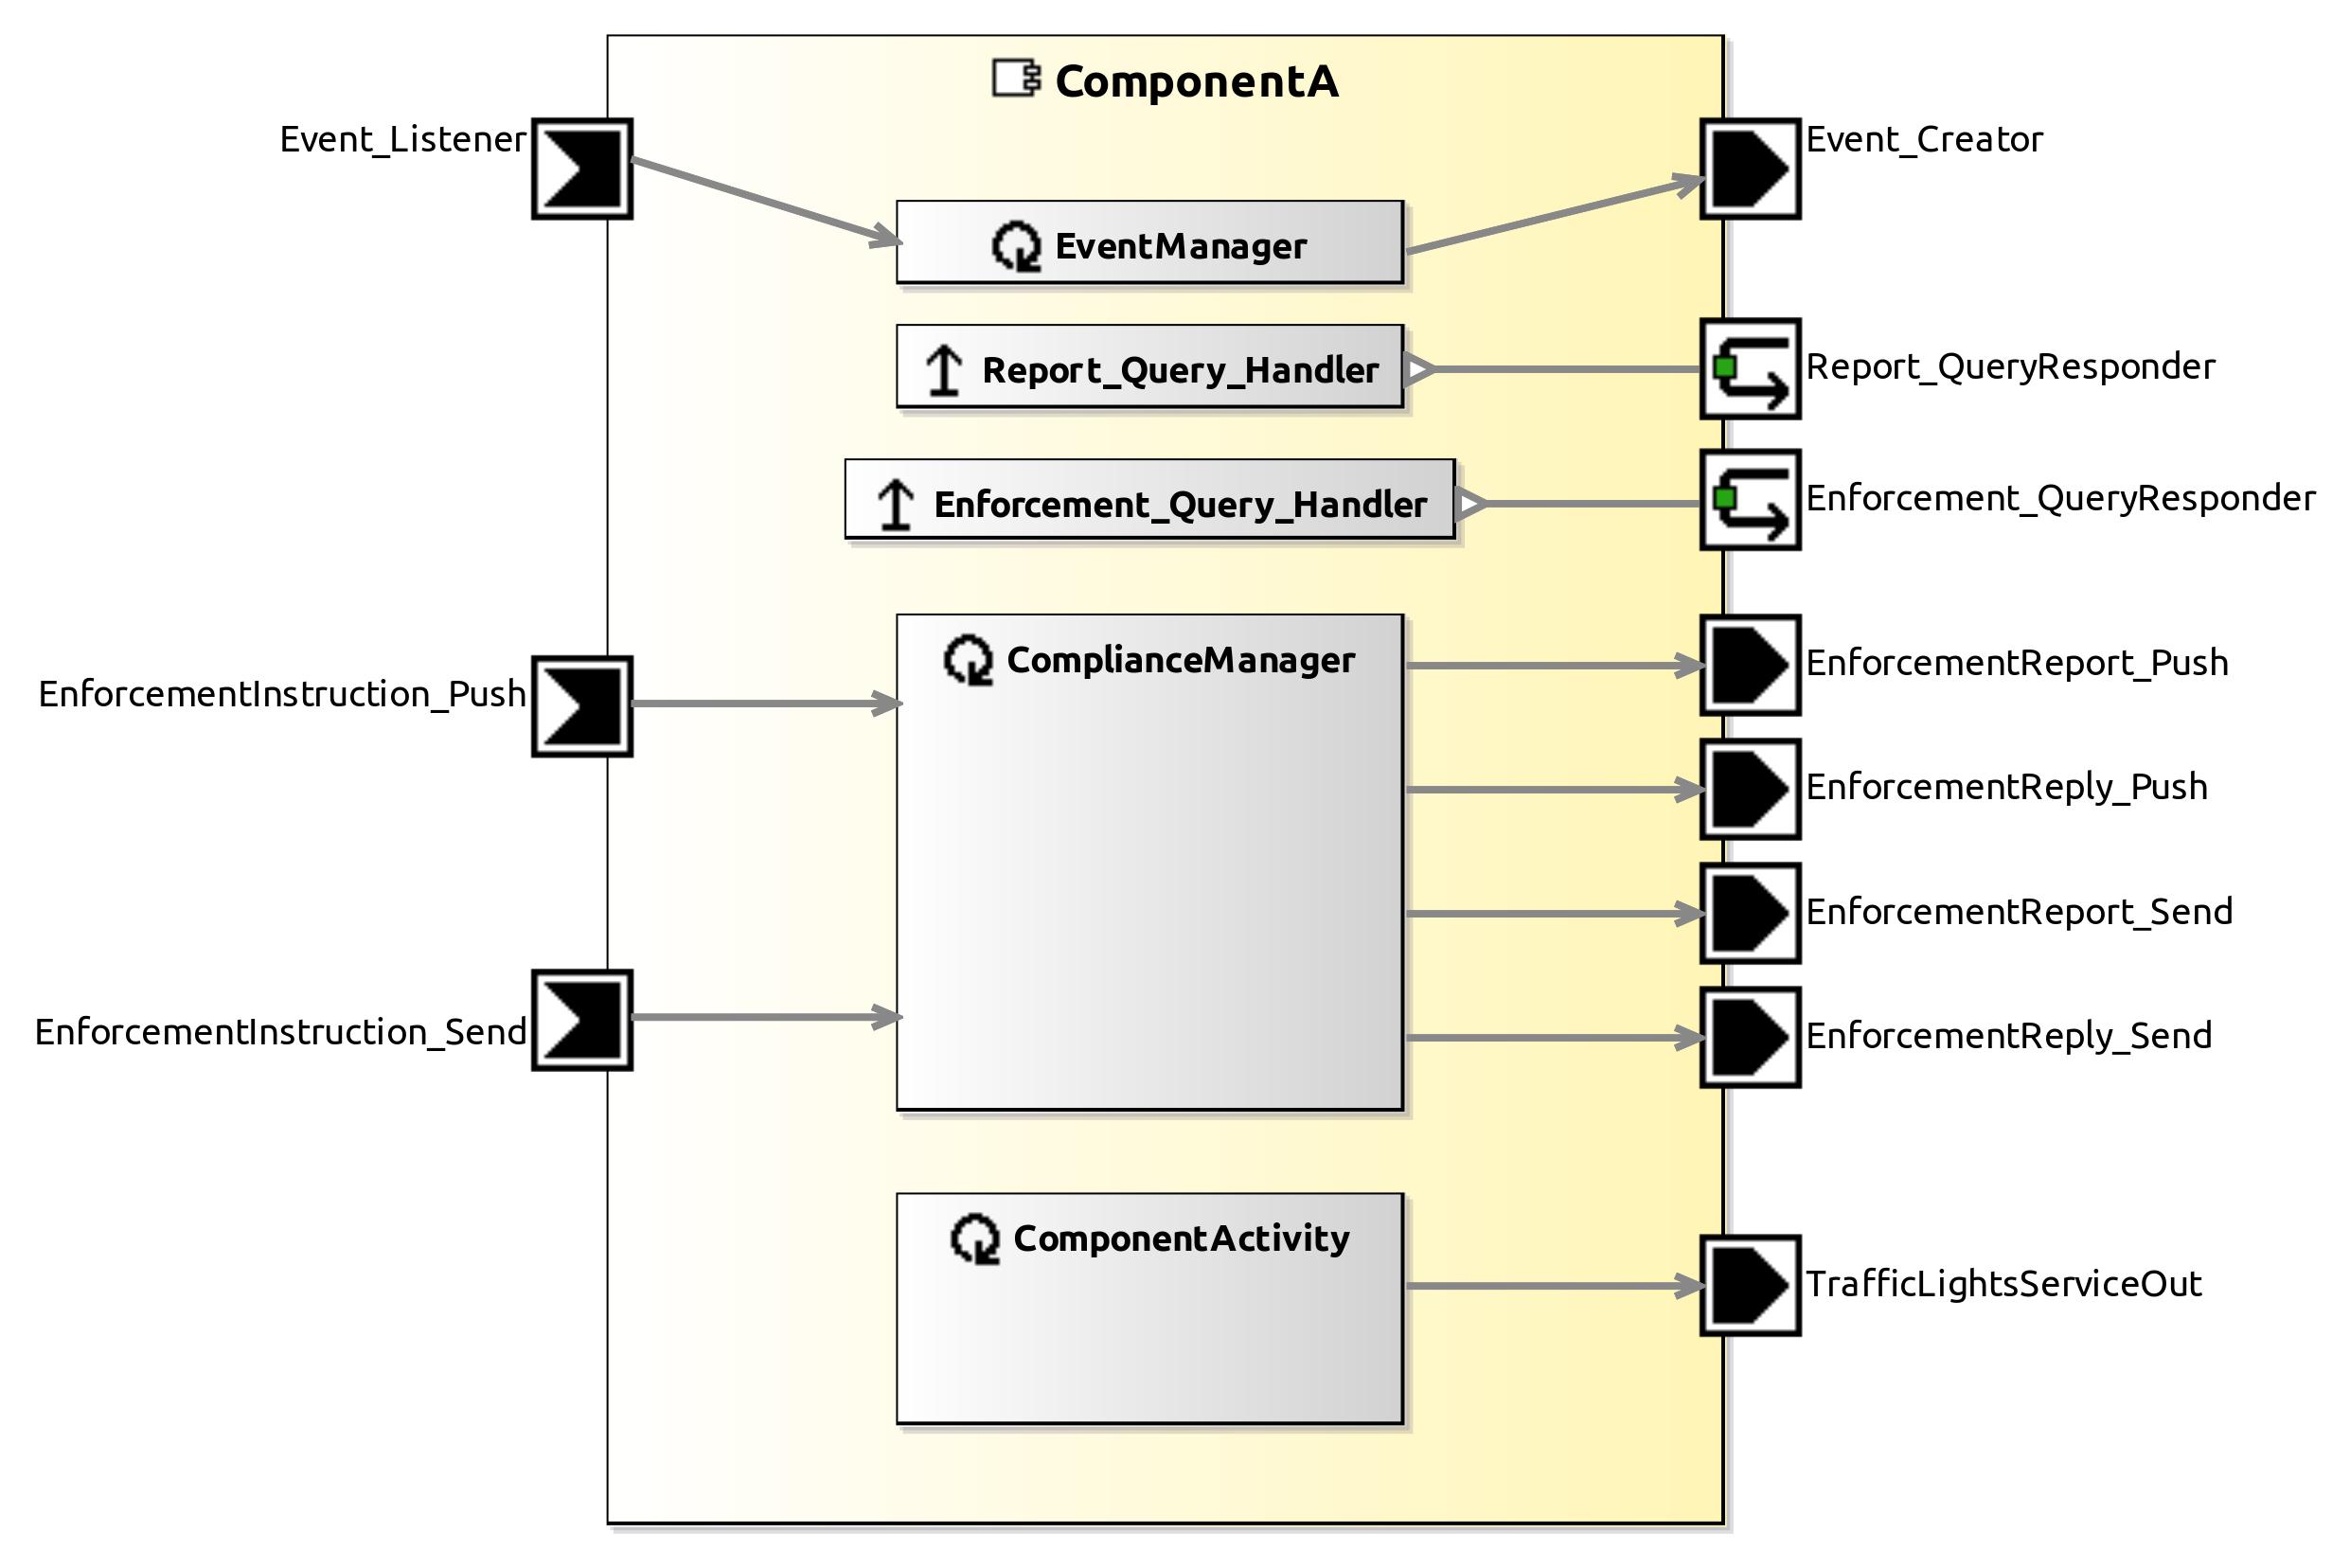 ComponentA
Event_Listener
Event_Creator
EventManager
Report_Query_Handler
Report_QueryResponder
Enforcement_Query_Handler
Enforcement_QueryResponder
ComplianceManager
EnforcementInstruction_Push
EnforcementReport_Push
EnforcementReply_Push
EnforcementReport_Send
EnforcementInstruction_Send
EnforcementReply_Send
ComponentActivity
TrafficLightsServiceOut